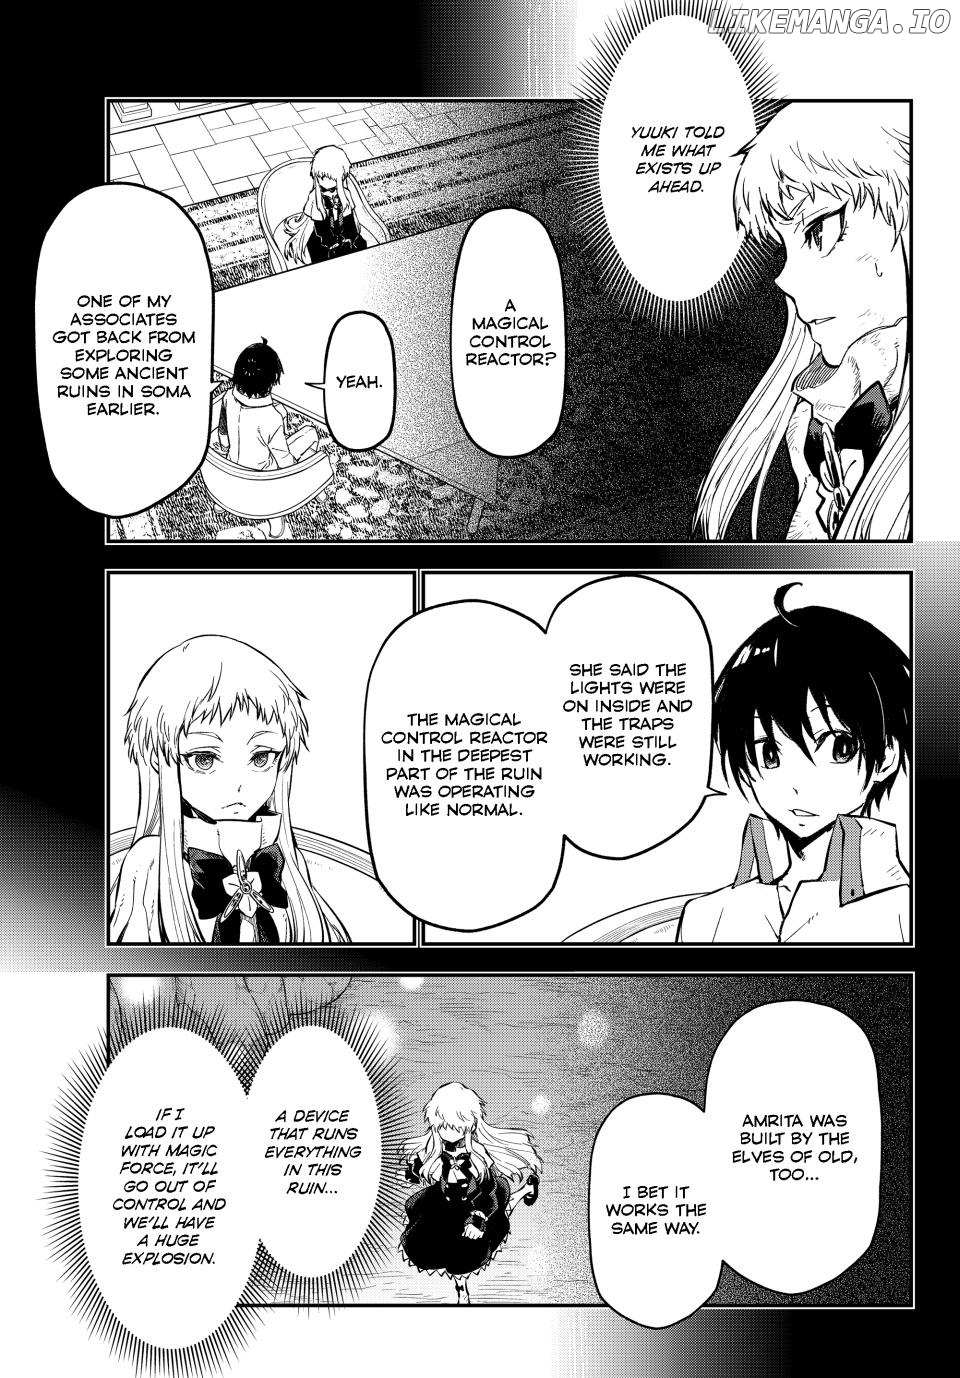 LIKEMANGA.IO
YUUKI TOLD
ME WHAT
EXISTS UP
AHEAD.
A
MAGICAL
CONTROL
REACTOR?
YEAH.
ONE OF MY
ASSOCIATES
GOT BACK FROM
EXPLORING
SOME ANCIENT
RUINS IN SOMA
EARLIER.
SHE SAID THE
LIGHTS WERE
ON INSIDE AND
THE TRAPS
WERE STILL
WORKING.
THE MAGICAL
CONTROL REACTOR
IN THE DEEPEST
PART OF THE RUIN
WAS OPERATING
LIKE NORMAL.
AMRITA WAS
BUILT BY THE
ELVES OF OLD,
TOO...
I BET IT
WORKS THE
SAME WAY.
A DEVICE
THAT RUNS
EVERYTHING
IN THIS
RUIN...
IF I
LOAD IT UP
WITH MAGIC
FORCE, IT'LL
GO OUT OF
CONTROL AND
WE'LL HAVE
A HUGE
EXPLOSION.